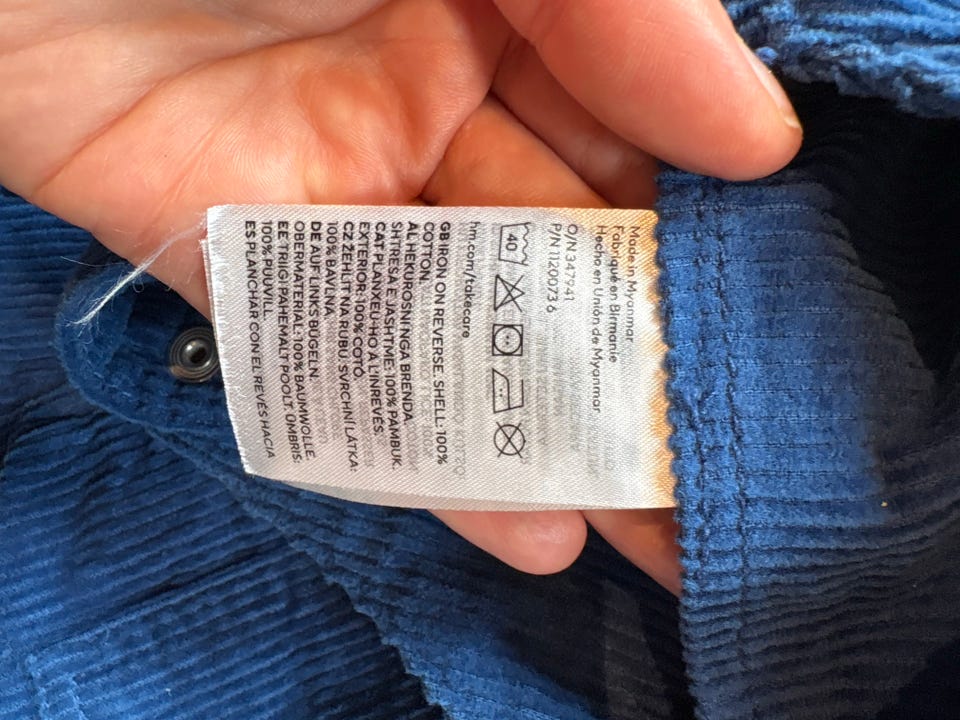 Made in Myanmar
Fabriqué en Birmanie
Hecho en Unión de Myanmar
O/N 347941
P/N 1120073 6
40
hm.com/takecare
GB IRON ON REVERSE. SHELL: 100%
COTTON.
AL HEKUROSNI NGA BRENDA.
SHTRESA E JASHTME: 100% PAMBUK.
CAT PLANXEU-HO A L'INREVÉS.
EXTERIOR: 100% COTÓ.
CZ ŽEHLIT NA RUBU. SVRCHNÍ LÁTKA:
100% BAVLNA.
DE AUF LINKS BÜGELN.
OBERMATERIAL: 100% BAUMWOLLE.
EE TRIIGI PAHEMALT POOLT. ÜMBRIS:
100% PUUVILL.
ES PLANCHAR CON EL REVÉS HACIA